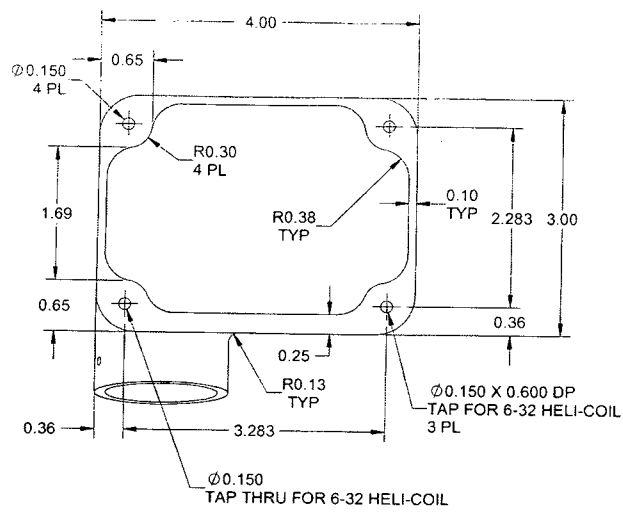 4.00
0.65
Ø0.150
4 PL
R0.30
4 PL
R0.38
TYP
0.10
TYP
1.69
2.283
3.00
0.65
0.36
0.25
R0.13
TYP
Ø0.150 X 0.600 DP
TAP FOR 6-32 HELI-COIL
3 PL
0.36
3.283
Ø0.150
TAP THRU FOR 6-32 HELI-COIL